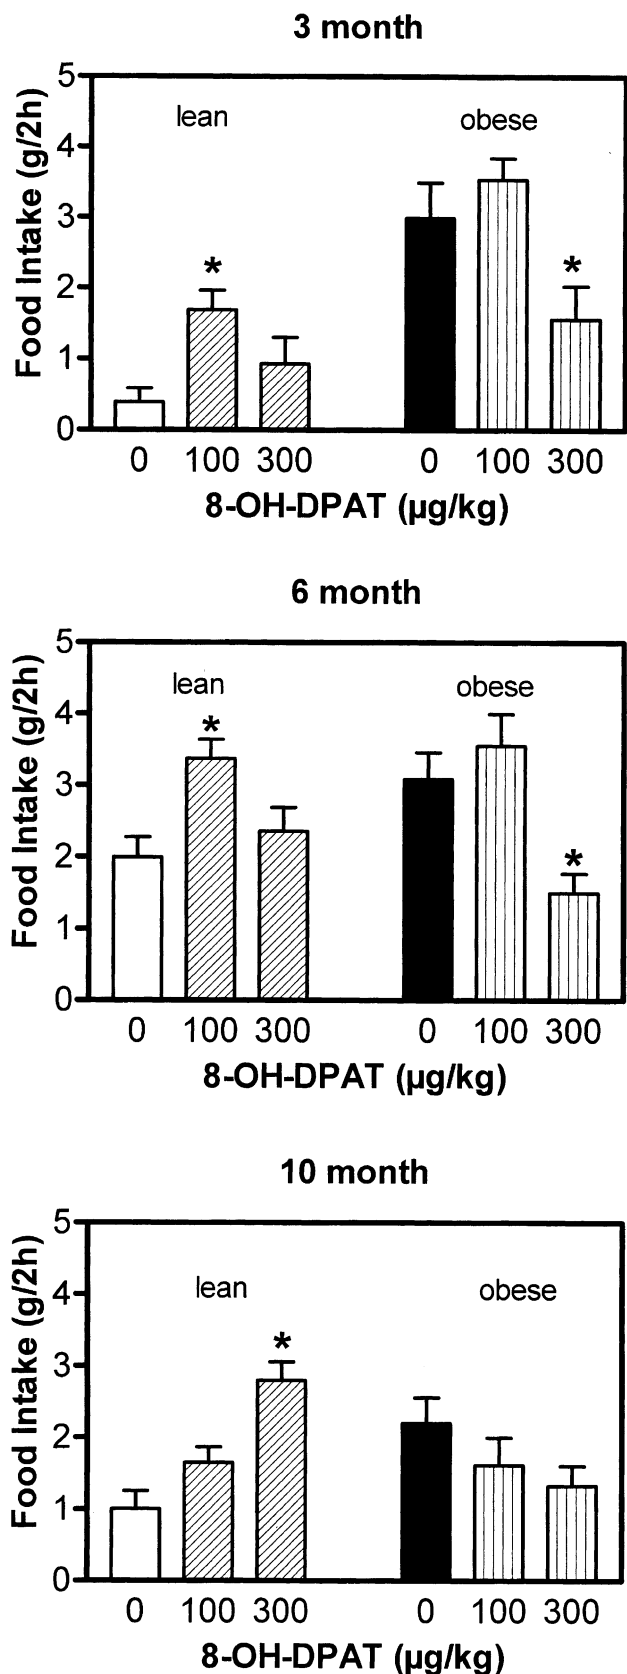 3 month
Food Intake (g/2h)
5
4
3
2
1
0
lean
obese
*
*
0 100 300 0 100 300
8-OH-DPAT (µg/kg)
6 month
Food Intake (g/2h)
5
4
3
2
1
0
lean
obese
*
*
0 100 300 0 100 300
8-OH-DPAT (µg/kg)
10 month
Food Intake (g/2h)
5
4
3
2
1
0
lean
obese
*
0 100 300 0 100 300
8-OH-DPAT (µg/kg)